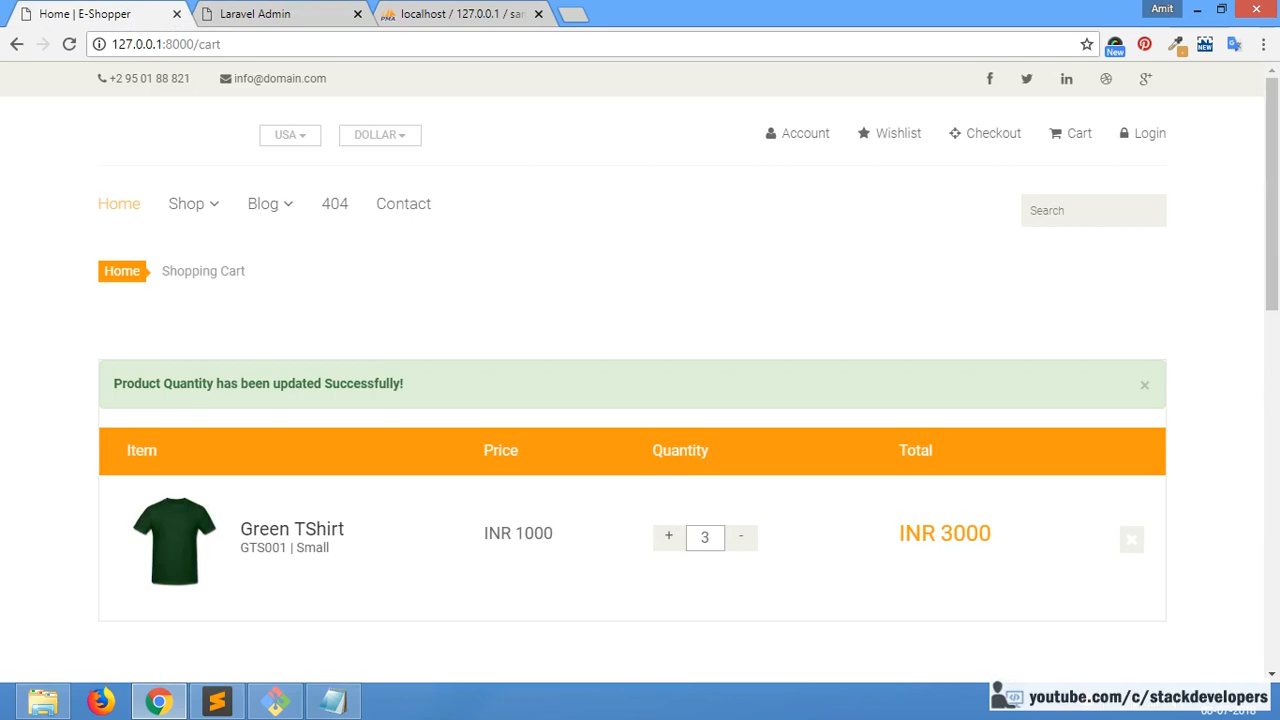 Home | E-Shopper
Laravel Admin
localhost / 127.0.0.1 / sar
Amit
127.0.0.1:8000/cart
New
NEW
+2 95 01 88 821
info@domain.com
USA
DOLLAR
Account
Wishlist
Checkout
Cart
Login
Home
Shop
Blog
404
Contact
Search
Home
Shopping Cart
Product Quantity has been updated Successfully!
×
Item
Price
Quantity
Total
Green TShirt
GTS001 | Small
INR 1000
+
3
-
INR 3000
youtube.com/c/stackdevelopers